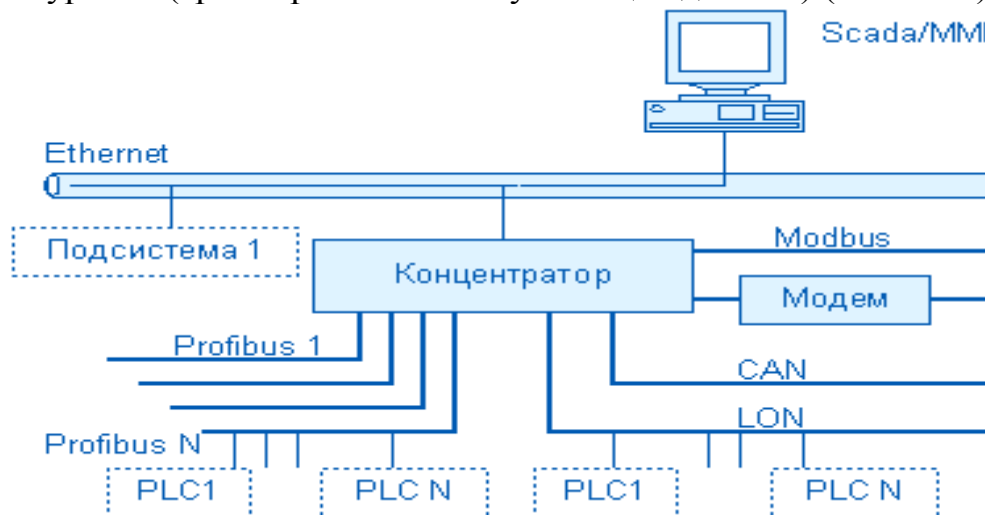 Scada/MMI
Ethernet
Подсистема 1
Modbus
Концентратор
Модем
Profibus 1
CAN
LON
Profibus N
PLC1
PLC N
PLC1
PLC N